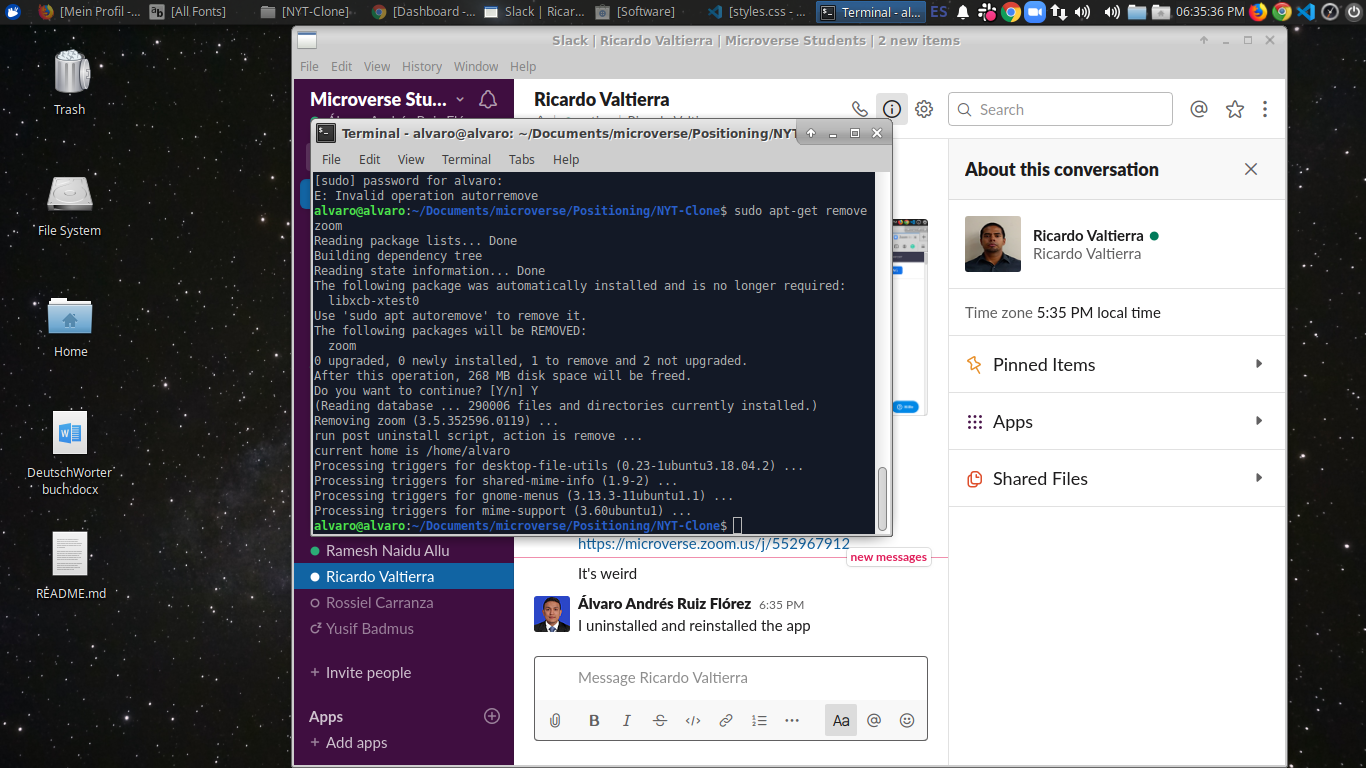 [Mein Profil -... [All Fonts] [NYT-Clone] [Dashboard -... Slack | Ricar... [Software] [styles.css - ... Terminal - al... ES 06:35:36 PM
Trash
File System
Home
DeutschWorter
buch.docx
README.md
Slack | Ricardo Valtierra | Microverse Students | 2 new items
File Edit View History Window Help
Microverse Stu...
Ricardo Valtierra
Search
Terminal - alvaro@alvaro: ~/Documents/microverse/Positioning/NYT
File Edit View Terminal Tabs Help
[sudo] password for alvaro:
E: Invalid operation autorremove
alvaro@alvaro:~/Documents/microverse/Positioning/NYT-Clone$ sudo apt-get remove
zoom
Reading package lists... Done
Building dependency tree
Reading state information... Done
The following package was automatically installed and is no longer required:
libxcb-xtest0
Use 'sudo apt autoremove' to remove it.
The following packages will be REMOVED:
zoom
0 upgraded, 0 newly installed, 1 to remove and 2 not upgraded.
After this operation, 268 MB disk space will be freed.
Do you want to continue? [Y/n] Y
(Reading database ... 290006 files and directories currently installed.)
Removing zoom (3.5.352596.0119) ...
run post uninstall script, action is remove ...
current home is /home/alvaro
Processing triggers for desktop-file-utils (0.23-1ubuntu3.18.04.2) ...
Processing triggers for shared-mime-info (1.9-2) ...
Processing triggers for gnome-menus (3.13.3-11ubuntu1.1) ...
Processing triggers for mime-support (3.60ubuntu1) ...
alvaro@alvaro:~/Documents/microverse/Positioning/NYT-Clone$
Ramesh Naidu Allu
Ricardo Valtierra
Rossiel Carranza
Yusif Badmus
+ Invite people
Apps
+ Add apps
https://microverse.zoom.us/j/552967912
new messages
It's weird
Álvaro Andrés Ruiz Flórez 6:35 PM
I uninstalled and reinstalled the app
Message Ricardo Valtierra
B I S </> Aa @
About this conversation
Ricardo Valtierra
Ricardo Valtierra
Time zone 5:35 PM local time
Pinned Items
Apps
Shared Files